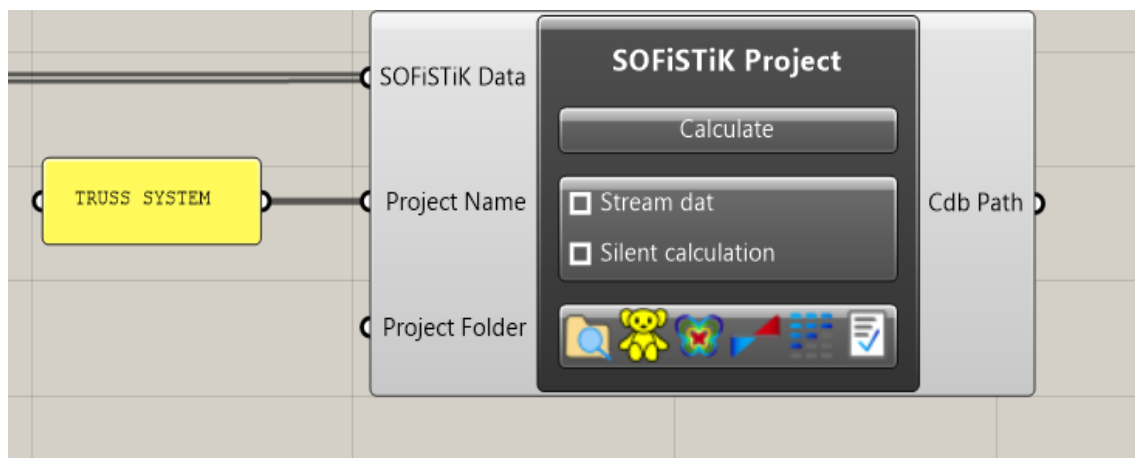 SOFiSTiK Project
SOFiSTiK Data
Calculate
TRUSS SYSTEM
Project Name
Stream dat
Cdb Path
Silent calculation
Project Folder